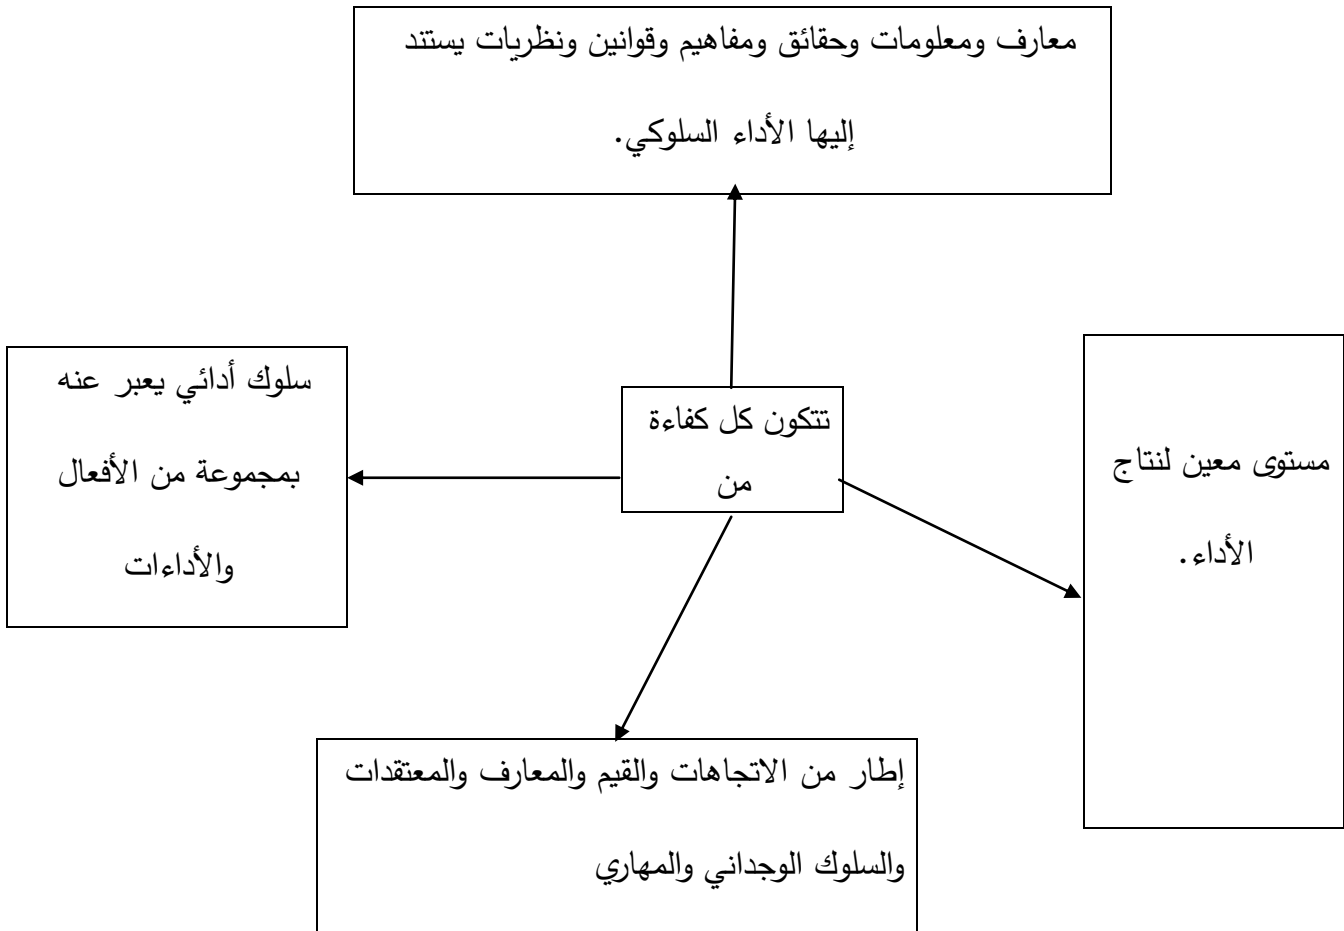 معارف ومعلومات وحقائق ومفاهيم وقوانين ونظريات يستند
إليها الأداء السلوكي.
تتكون كل كفاءة
من
مستوى معين لنتاج
الأداء.
سلوك أدائي يعبر عنه
بمجموعة من الأفعال
والأداءات
إطار من الاتجاهات والقيم والمعارف والمعتقدات
والسلوك الوجداني والمهاري